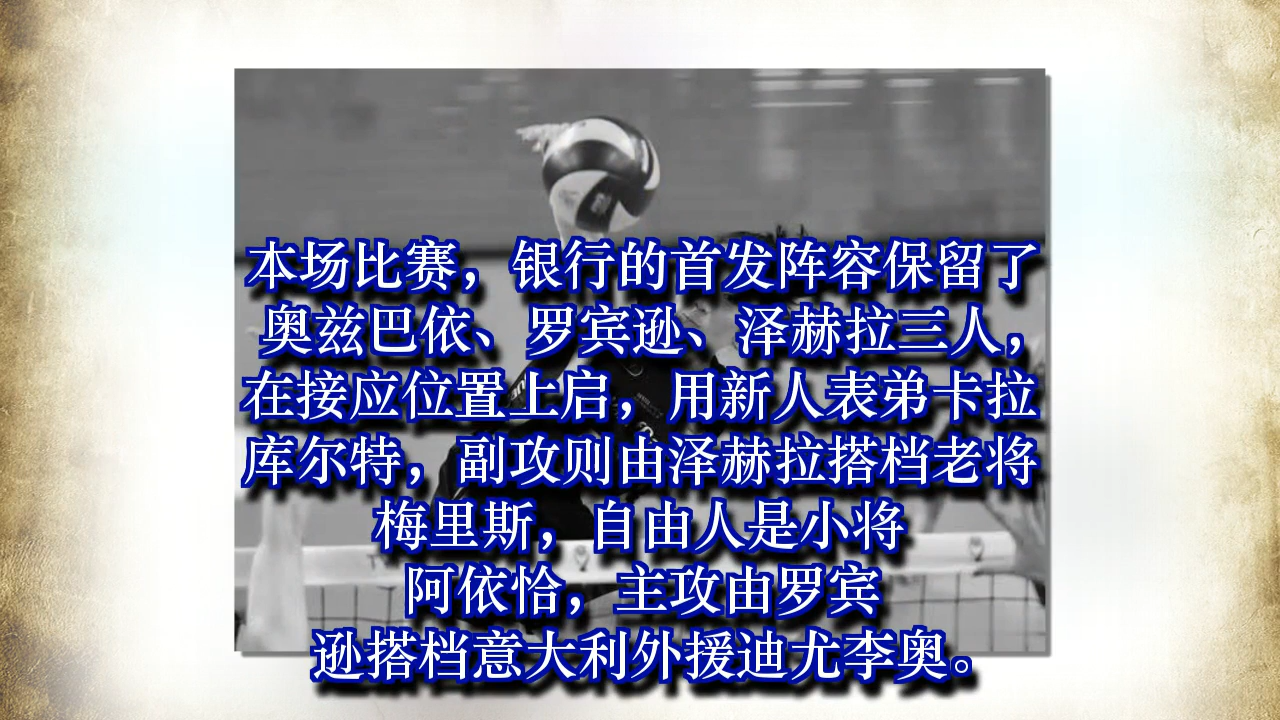 本场比赛，银行的首发阵容保留了
奥兹巴依、罗宾逊、泽赫拉三人，
在接应位置上启，用新人表弟卡拉
库尔特，副攻则由泽赫拉搭档老将
梅里斯，自由人是小将
阿依恰，主攻由罗宾
逊搭档意大利外援迪尤李奥。